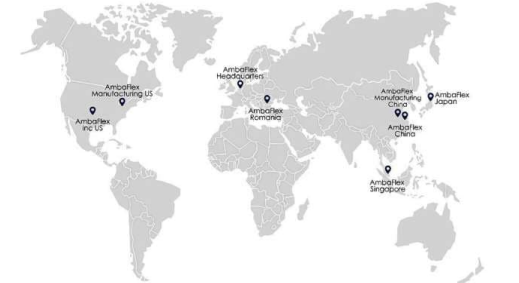 AmbaFlex
Manufacturing US
AmbaFlex
Inc US
AmbaFlex
Headquarters
AmbaFlex
Romania
AmbaFlex
Manufacturing
China
AmbaFlex
Japan
AmbaFlex
China
AmbaFlex
Singapore